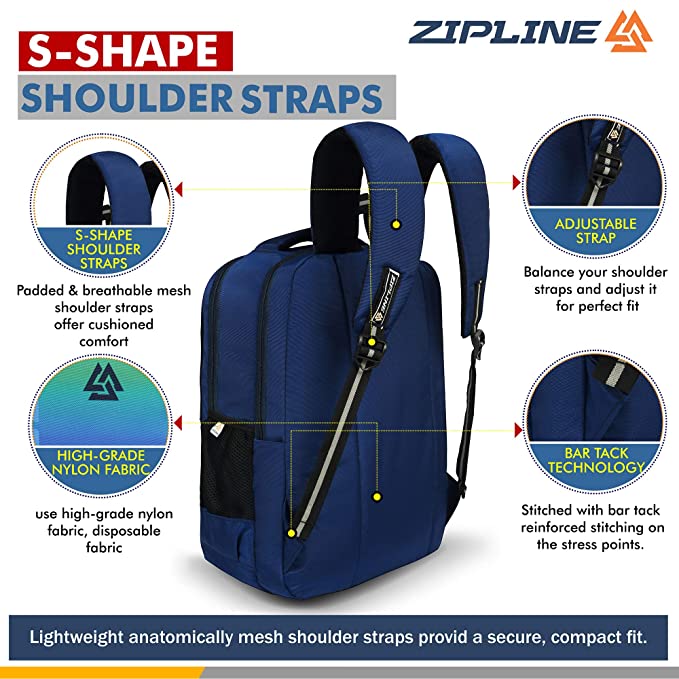 S-SHAPE
SHOULDER STRAPS
ZIPLINE
S-SHAPE
SHOULDER
STRAPS
Padded & breathable mesh
shoulder straps
offer cushioned
comfort
ADJUSTABLE
STRAP
Balance your shoulder
straps and adjust it
for perfect fit
ZIPLINE
HIGH-GRADE
NYLON FABRIC
use high-grade nylon
fabric, disposable
fabric
BAR TACK
TECHNOLOGY
Stitched with bar tack
reinforced stitching on
the stress points.
Lightweight anatomically mesh shoulder straps provid a secure, compact fit.